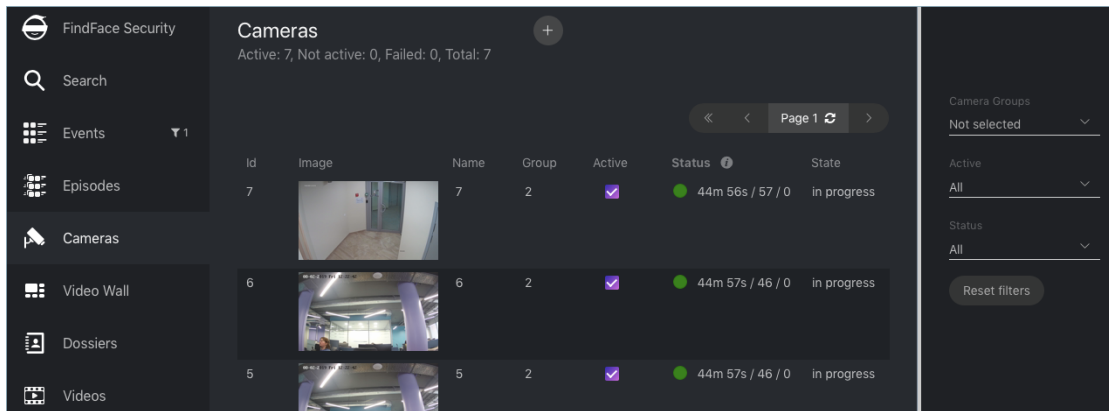 FindFace Security
Search
Events 1
Episodes
Cameras
Video Wall
Dossiers
Videos
Cameras
Active: 7, Not active: 0, Failed: 0, Total: 7
Page 1
Id Image Name Group Active Status State
7 7 2 44m 56s / 57 / 0 in progress
6 6 2 44m 57s / 46 / 0 in progress
5 5 2 44m 57s / 46 / 0 in progress
Camera Groups
Not selected
Active
All
Status
All
Reset filters